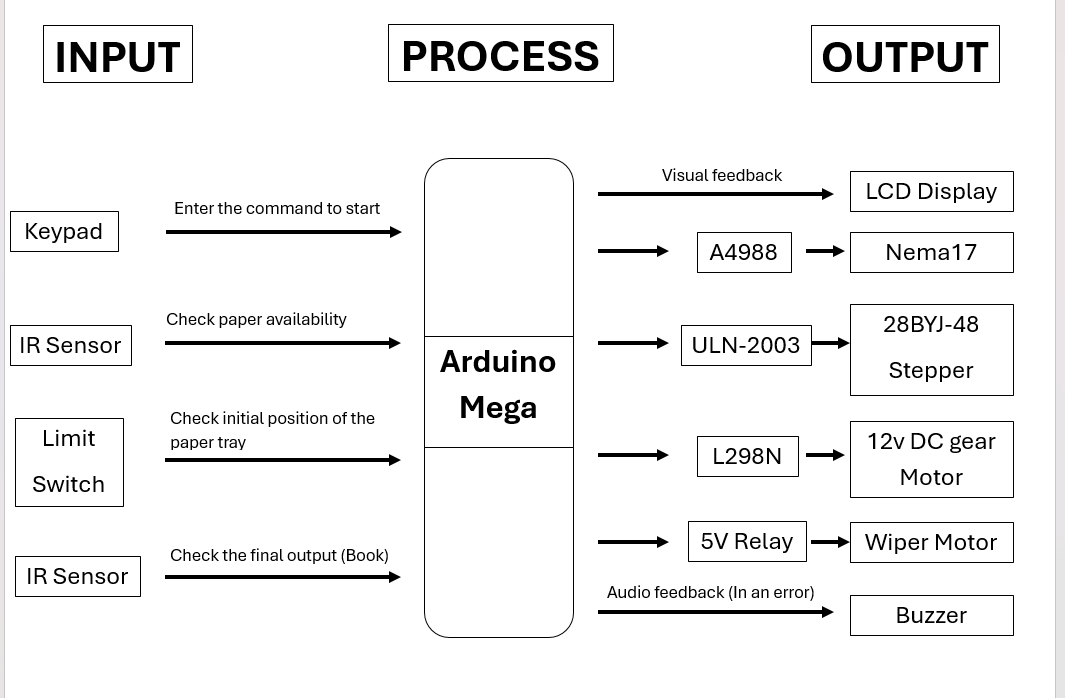 INPUT
PROCESS
OUTPUT
Keypad
Enter the command to start
IR Sensor
Check paper availability
Limit
Switch
Check initial position of the
paper tray
IR Sensor
Check the final output (Book)
Arduino
Mega
Visual feedback
LCD Display
A4988
Nema17
ULN-2003
28BYJ-48
Stepper
L298N
12v DC gear
Motor
5V Relay
Wiper Motor
Audio feedback (In an error)
Buzzer